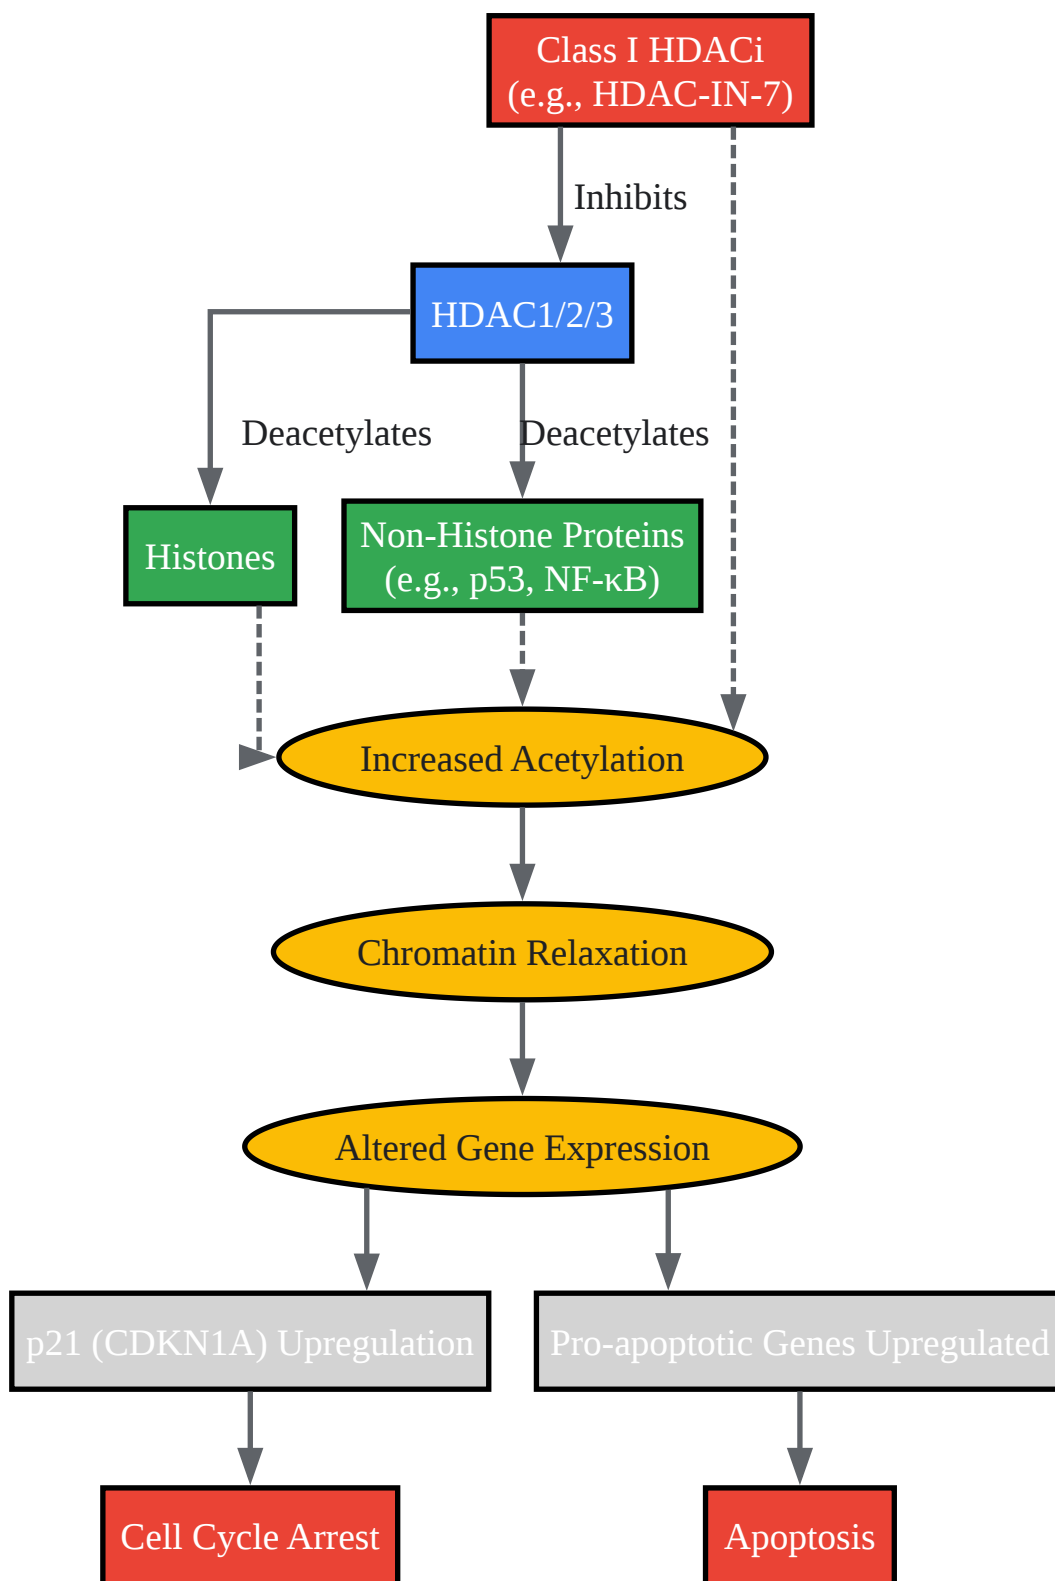 Class I HDACi
(e.g., HDAC-IN-7)
Inhibits
HDAC1/2/3
Deacetylates
Deacetylates
Histones
Non-Histone Proteins
(e.g., p53, NF-κB)
Increased Acetylation
Chromatin Relaxation
Altered Gene Expression
p21 (CDKN1A) Upregulation
Pro-apoptotic Genes Upregulated
Cell Cycle Arrest
Apoptosis